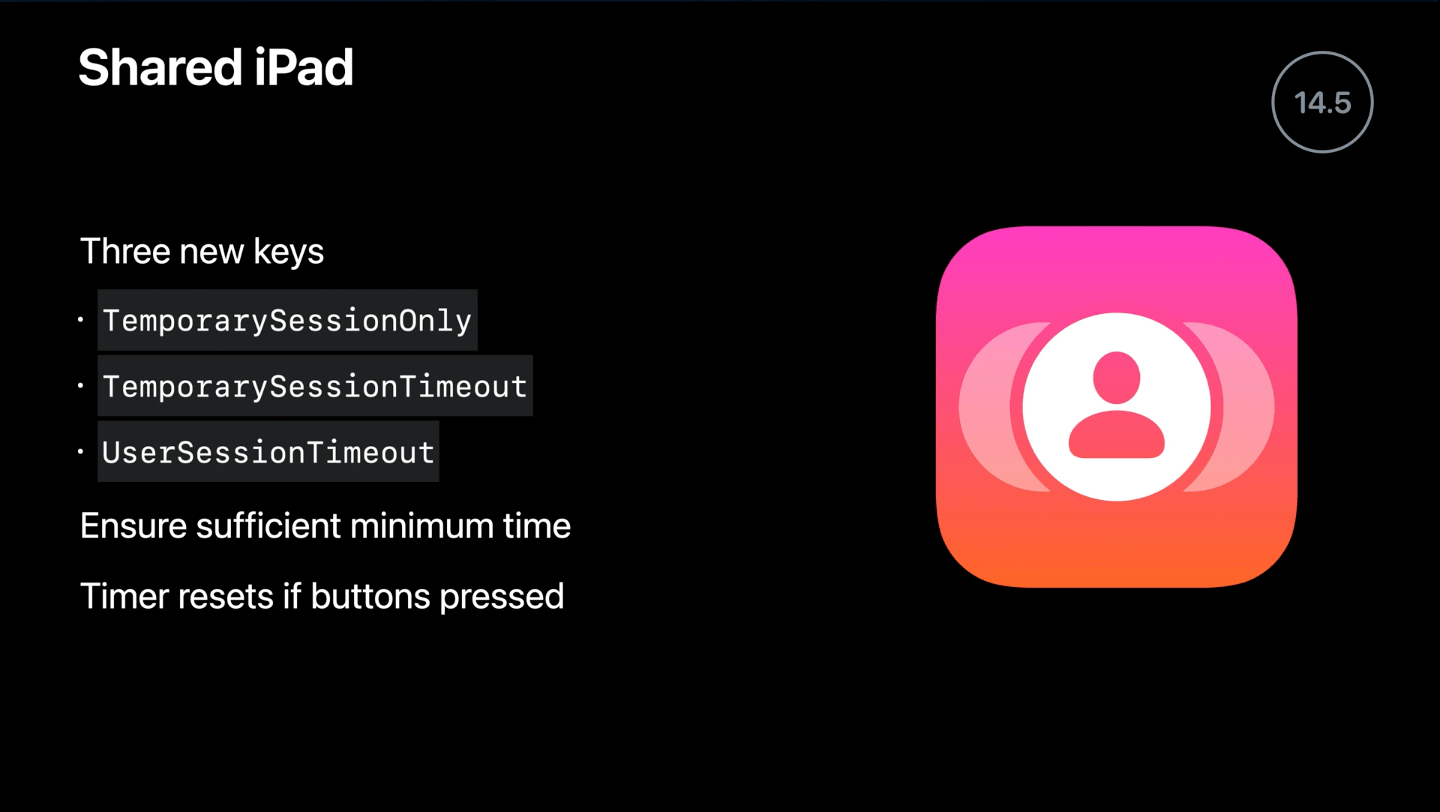 Shared iPad
14.5
Three new keys
• TemporarySessionOnly
• TemporarySessionTimeout
• UserSessionTimeout
Ensure sufficient minimum time
Timer resets if buttons pressed